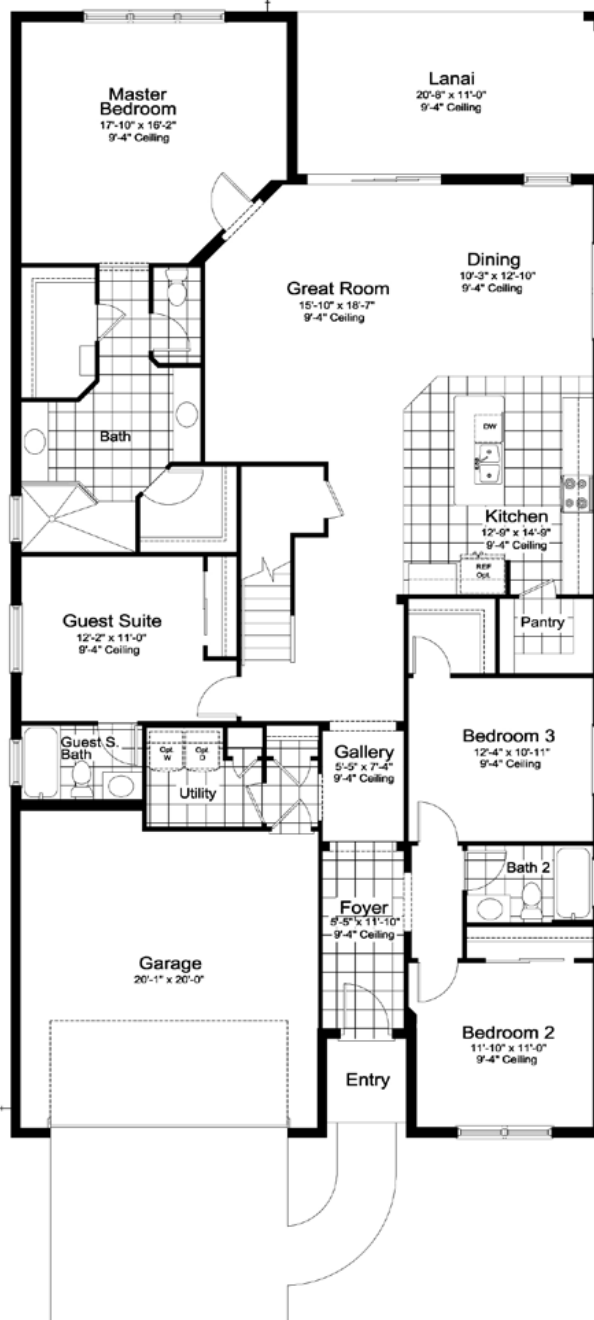 Master
Bedroom
17'-10" x 16'-2"
9'-4" Ceiling
Lanai
20'-8" x 11'-0"
9'-4" Ceiling
Great Room
15'-10" x 18'-7"
9'-4" Ceiling
Dining
10'-3" x 12'-10"
9'-4" Ceiling
Bath
DW
Kitchen
12'-9" x 14'-9"
9'-4" Ceiling
REF
Opt.
Guest Suite
12'-2" x 11'-0"
9'-4" Ceiling
Pantry
Guest S.
Bath
Opt.
W
Opt.
D
Utility
Gallery
5'-5" x 7'-4"
9'-4" Ceiling
Bedroom 3
12'-4" x 10'-11"
9'-4" Ceiling
Bath 2
Foyer
5'-5" x 11'-10"
9'-4" Ceiling
Garage
20'-1" x 20'-0"
Bedroom 2
11'-10" x 11'-0"
9'-4" Ceiling
Entry